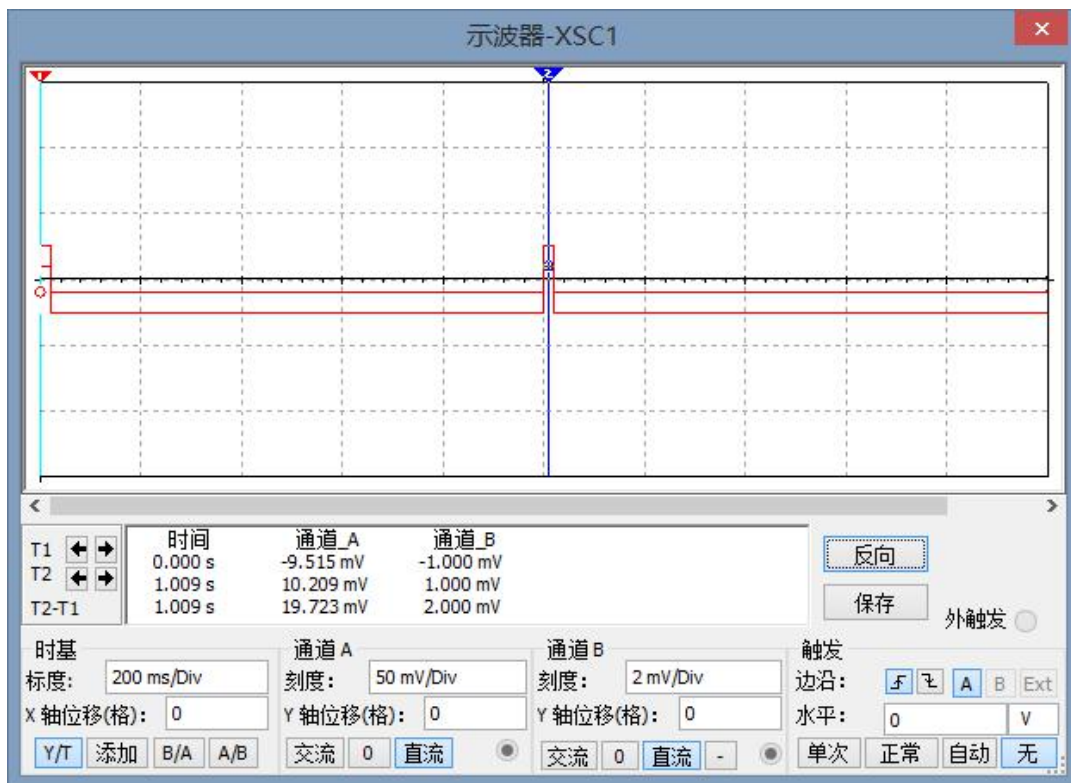 示波器-XSC1
×
1
2
时间 通道_A 通道_B
T1 0.000 s -9.515 mV -1.000 mV
T2 1.009 s 10.209 mV 1.000 mV
T2-T1 1.009 s 19.723 mV 2.000 mV
反向
保存
外触发
时基
标度: 200 ms/Div
X 轴位移(格): 0
Y/T 添加 B/A A/B
通道 A
刻度: 50 mV/Div
Y 轴位移(格): 0
交流 0 直流
通道 B
刻度: 2 mV/Div
Y 轴位移(格): 0
交流 0 直流 -
触发
边沿: A B Ext
水平: 0 V
单次 正常 自动 无